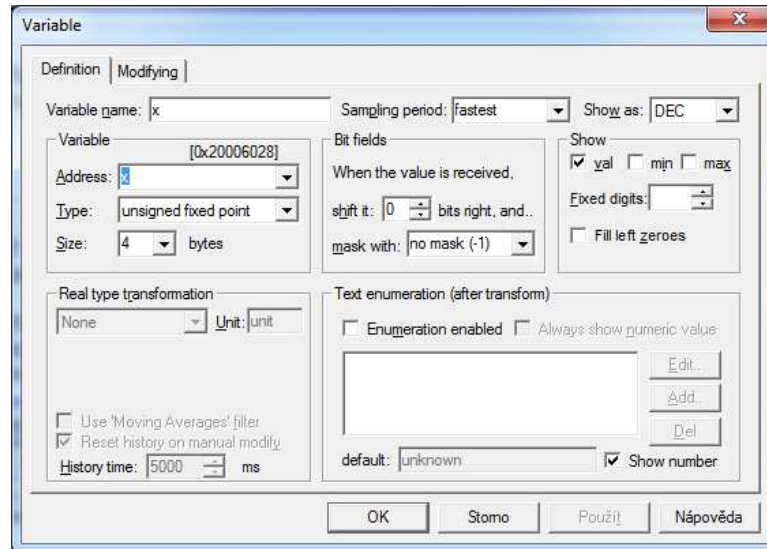 Variable
Definition Modifying
Variable name: x Sampling period: fastest Show as: DEC
Variable
[0x20006028]
Address: x
Type: unsigned fixed point
Size: 4 bytes
Bit fields
When the value is received,
shift it: 0 bits right, and..
mask with: no mask (-1)
Show
val min max
Fixed digits:
Fill left zeroes
Real type transformation
None Unit: unit
Use 'Moving Averages' filter
Reset history on manual modify
History time: 5000 ms
Text enumeration (after transform)
Enumeration enabled Always show numeric value
Edit..
Add..
Del
default: unknown Show number
OK Storno Použít Nápověda